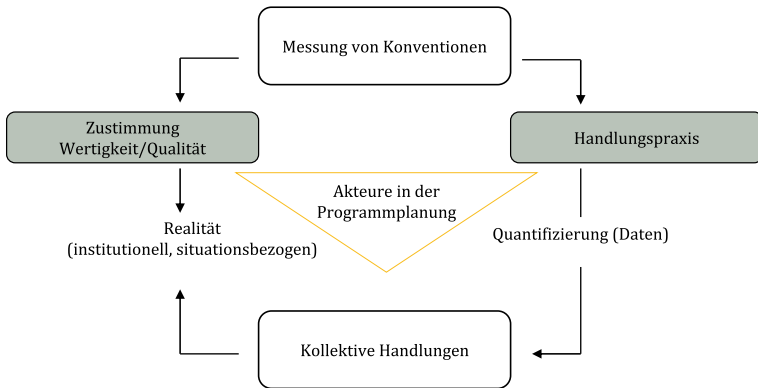 Messung von Konventionen
Zustimmung
Wertigkeit/Qualität
Handlungspraxis
Akteure in der
Programmplanung
Realität
(institutionell, situationsbezogen)
Quantifizierung (Daten)
Kollektive Handlungen